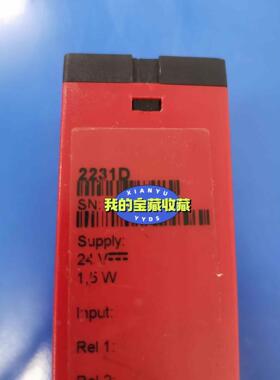 2231D
XIANYU
SN:
我的宝藏收藏
YYDS
Supply:
24 V
1,5 W
Input:
Rel 1: